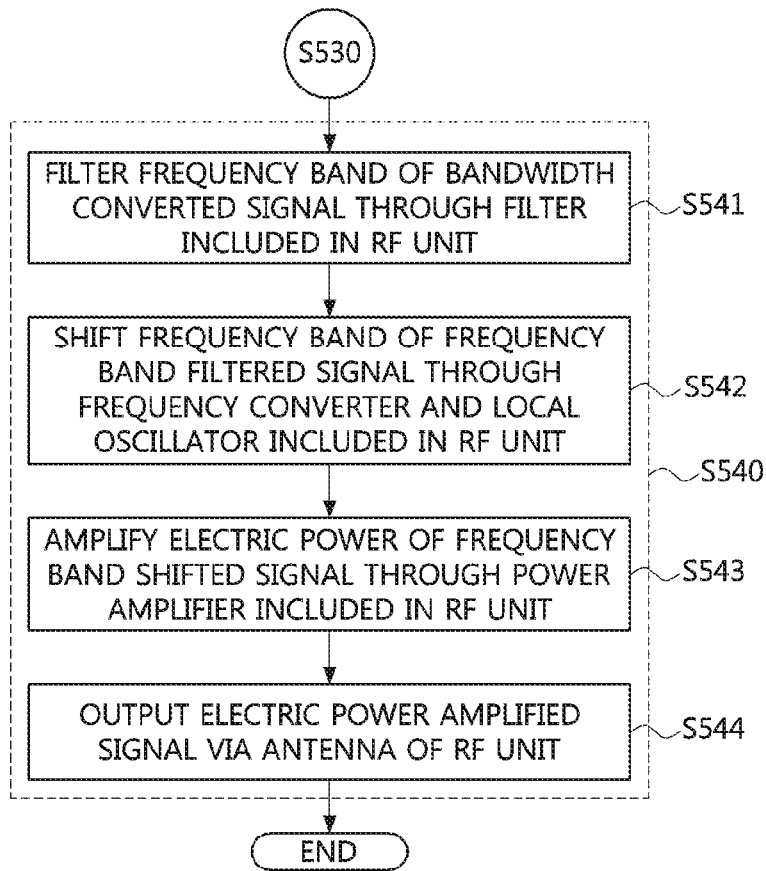 S530
FILTER FREQUENCY BAND OF BANDWIDTH
CONVERTED SIGNAL THROUGH FILTER
INCLUDED IN RF UNIT
S541
SHIFT FREQUENCY BAND OF FREQUENCY
BAND FILTERED SIGNAL THROUGH
FREQUENCY CONVERTER AND LOCAL
OSCILLATOR INCLUDED IN RF UNIT
S542
S540
AMPLIFY ELECTRIC POWER OF FREQUENCY
BAND SHIFTED SIGNAL THROUGH POWER
AMPLIFIER INCLUDED IN RF UNIT
S543
OUTPUT ELECTRIC POWER AMPLIFIED
SIGNAL VIA ANTENNA OF RF UNIT
S544
END